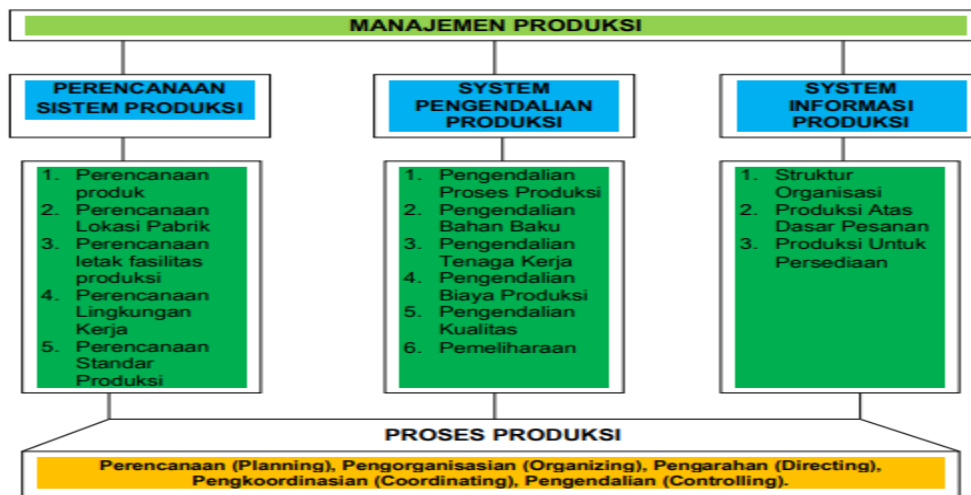 MANAJEMEN PRODUKSI
PERENCANAAN
SISTEM PRODUKSI
SYSTEM
PENGENDALIAN
PRODUKSI
SYSTEM
INFORMASI
PRODUKSI
1. Perencanaan
produk
2. Perencanaan
Lokasi Pabrik
3. Perencanaan
letak fasilitas
produksi
4. Perencanaan
Lingkungan
Kerja
5. Perencanaan
Standar
Produksi
1. Pengendalian
Proses Produksi
2. Pengendalian
Bahan Baku
3. Pengendalian
Tenaga Kerja
4. Pengendalian
Biaya Produksi
5. Pengendalian
Kualitas
6. Pemeliharaan
1. Struktur
Organisasi
2. Produksi Atas
Dasar Pesanan
3. Produksi Untuk
Persediaan
PROSES PRODUKSI
Perencanaan (Planning), Pengorganisasian (Organizing), Pengarahan (Directing),
Pengkoordinasian (Coordinating), Pengendalian (Controlling).